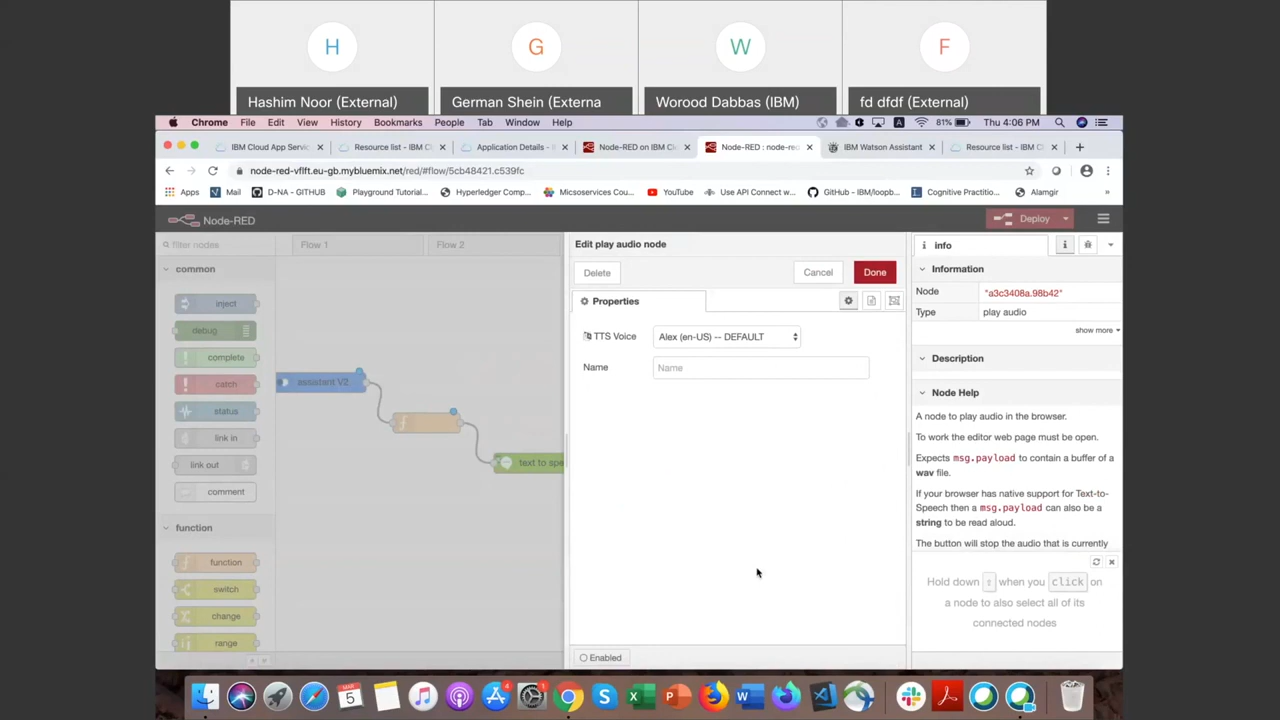 H
G
W
F
Hashim Noor (External)
German Shein (Externa
Worood Dabbas (IBM)
fd dfdf (External)
Chrome File Edit View History Bookmarks People Tab Window Help
81%
Thu 4:06 PM
IBM Cloud App Servic
Resource list - IBM Cl
Application Details - I
Node-RED on IBM Cl
Node-RED : node-red
IBM Watson Assistant
Resource list - IBM Cl
node-red-vflft.eu-gb.mybluemix.net/red/#flow/5cb48421.c539fc
Apps
Mail
D-NA - GITHUB
Playground Tutorial...
Hyperledger Comp...
Micsoservices Cou...
YouTube
Use API Connect w...
GitHub - IBM/loopb...
Cognitive Practitio...
Alamgir
»
Node-RED
Deploy
filter nodes
Flow 1
Flow 2
Edit play audio node
i info
Delete
Cancel
Done
common
Information
inject
debug
complete
catch
status
link in
link out
comment
function
function
switch
change
range
assistant V2
f
text to spe
Properties
TTS Voice
Alex (en-US) -- DEFAULT
Name
Name
Enabled
Node "a3c3408a.98b42"
Type play audio
show more
Description
Node Help
A node to play audio in the browser.
To work the editor web page must be open.
Expects msg.payload to contain a buffer of a
wav file.
If your browser has native support for Text-to-
Speech then a msg.payload can also be a
string to be read aloud.
The button will stop the audio that is currently
Hold down ⇧ when you click on
a node to also select all of its
connected nodes
MAR
5
4
1